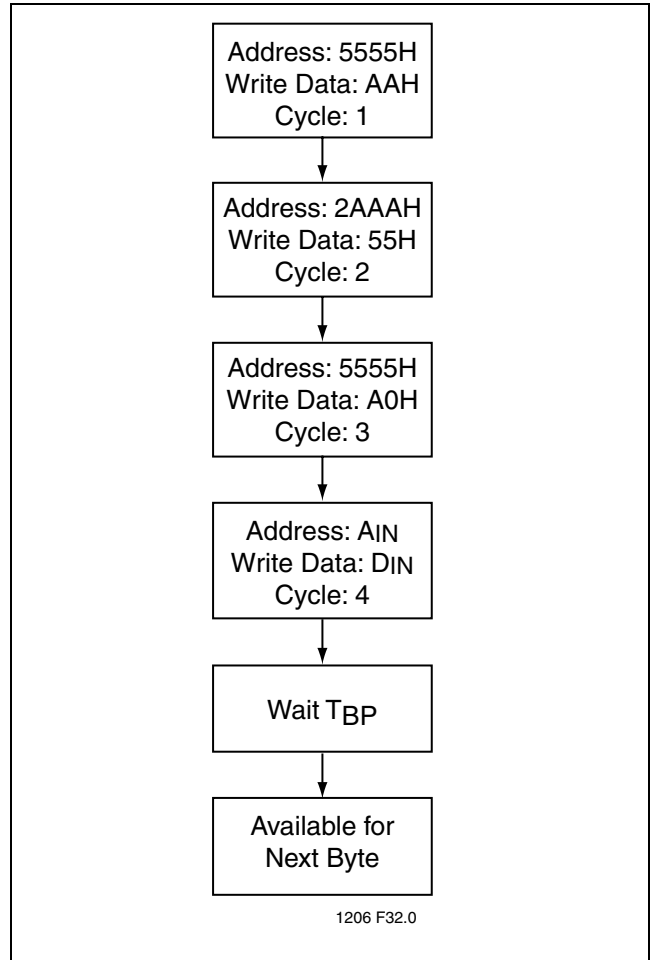 Address: 5555H
Write Data: AAH
Cycle: 1
Address: 2AAAH
Write Data: 55H
Cycle: 2
Address: 5555H
Write Data: A0H
Cycle: 3
Address: AIN
Write Data: DIN
Cycle: 4
Wait TBP
Available for
Next Byte
1206 F32.0